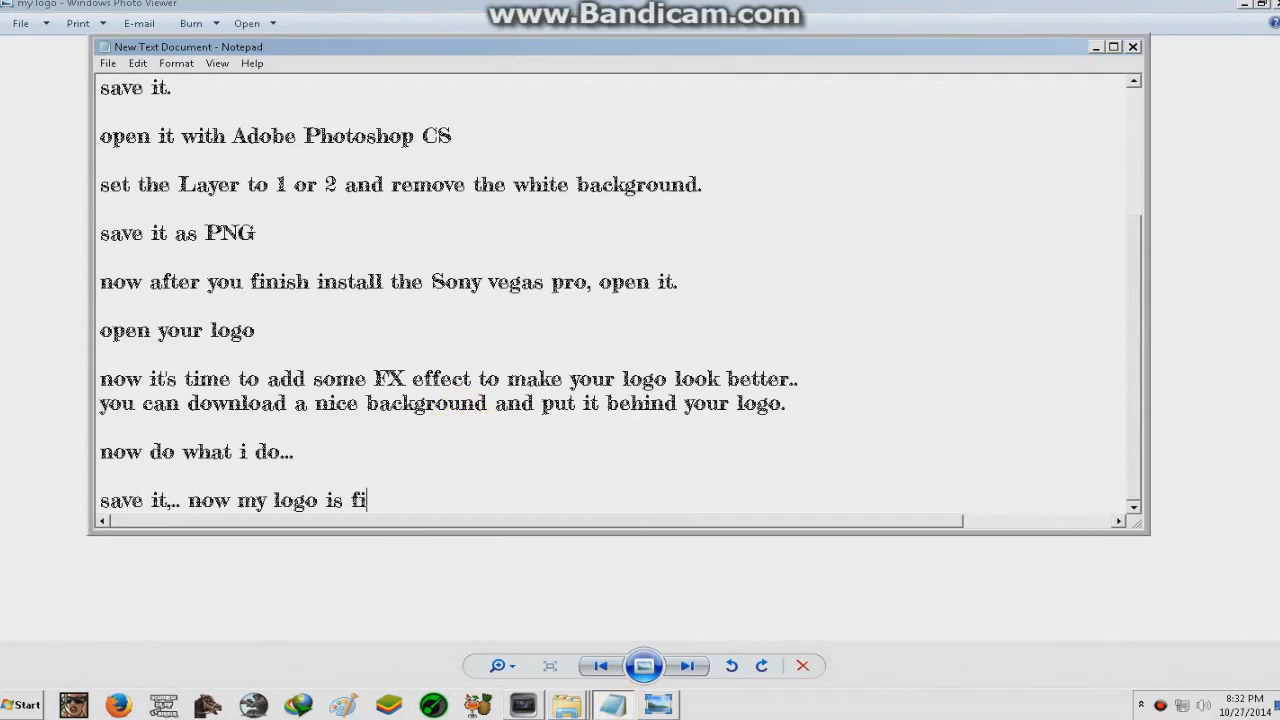 my logo - Windows Photo Viewer
www.Bandicam.com
File Print E-mail Burn Open
New Text Document - Notepad
File Edit Format View Help
save it.
open it with Adobe Photoshop CS
set the Layer to 1 or 2 and remove the white background.
save it as PNG
now after you finish install the Sony vegas pro, open it.
open your logo
now it's time to add some FX effect to make your logo look better..
you can download a nice background and put it behind your logo.
now do what i do...
save it,.. now my logo is fi
Start
8:32 PM
10/27/2014